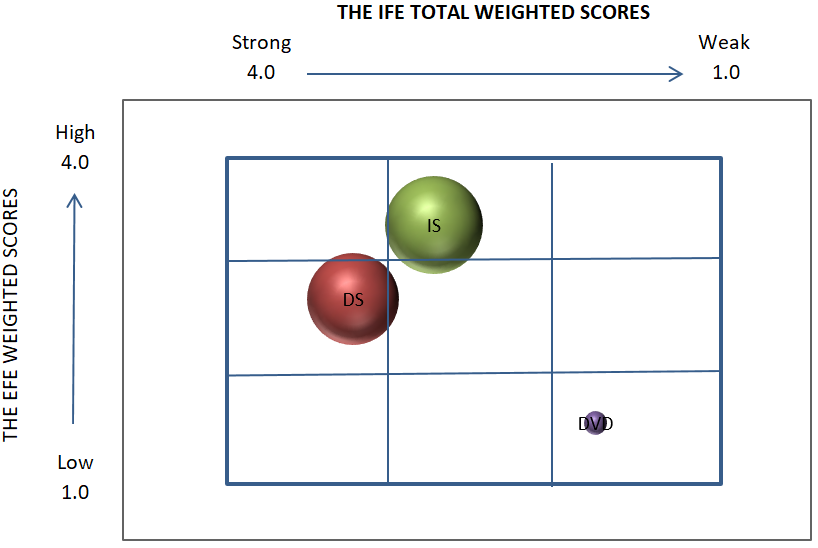 THE IFE TOTAL WEIGHTED SCORES
Strong
Weak
4.0
1.0
High
4.0
THE EFE WEIGHTED SCORES
IS
DS
DVD
Low
1.0